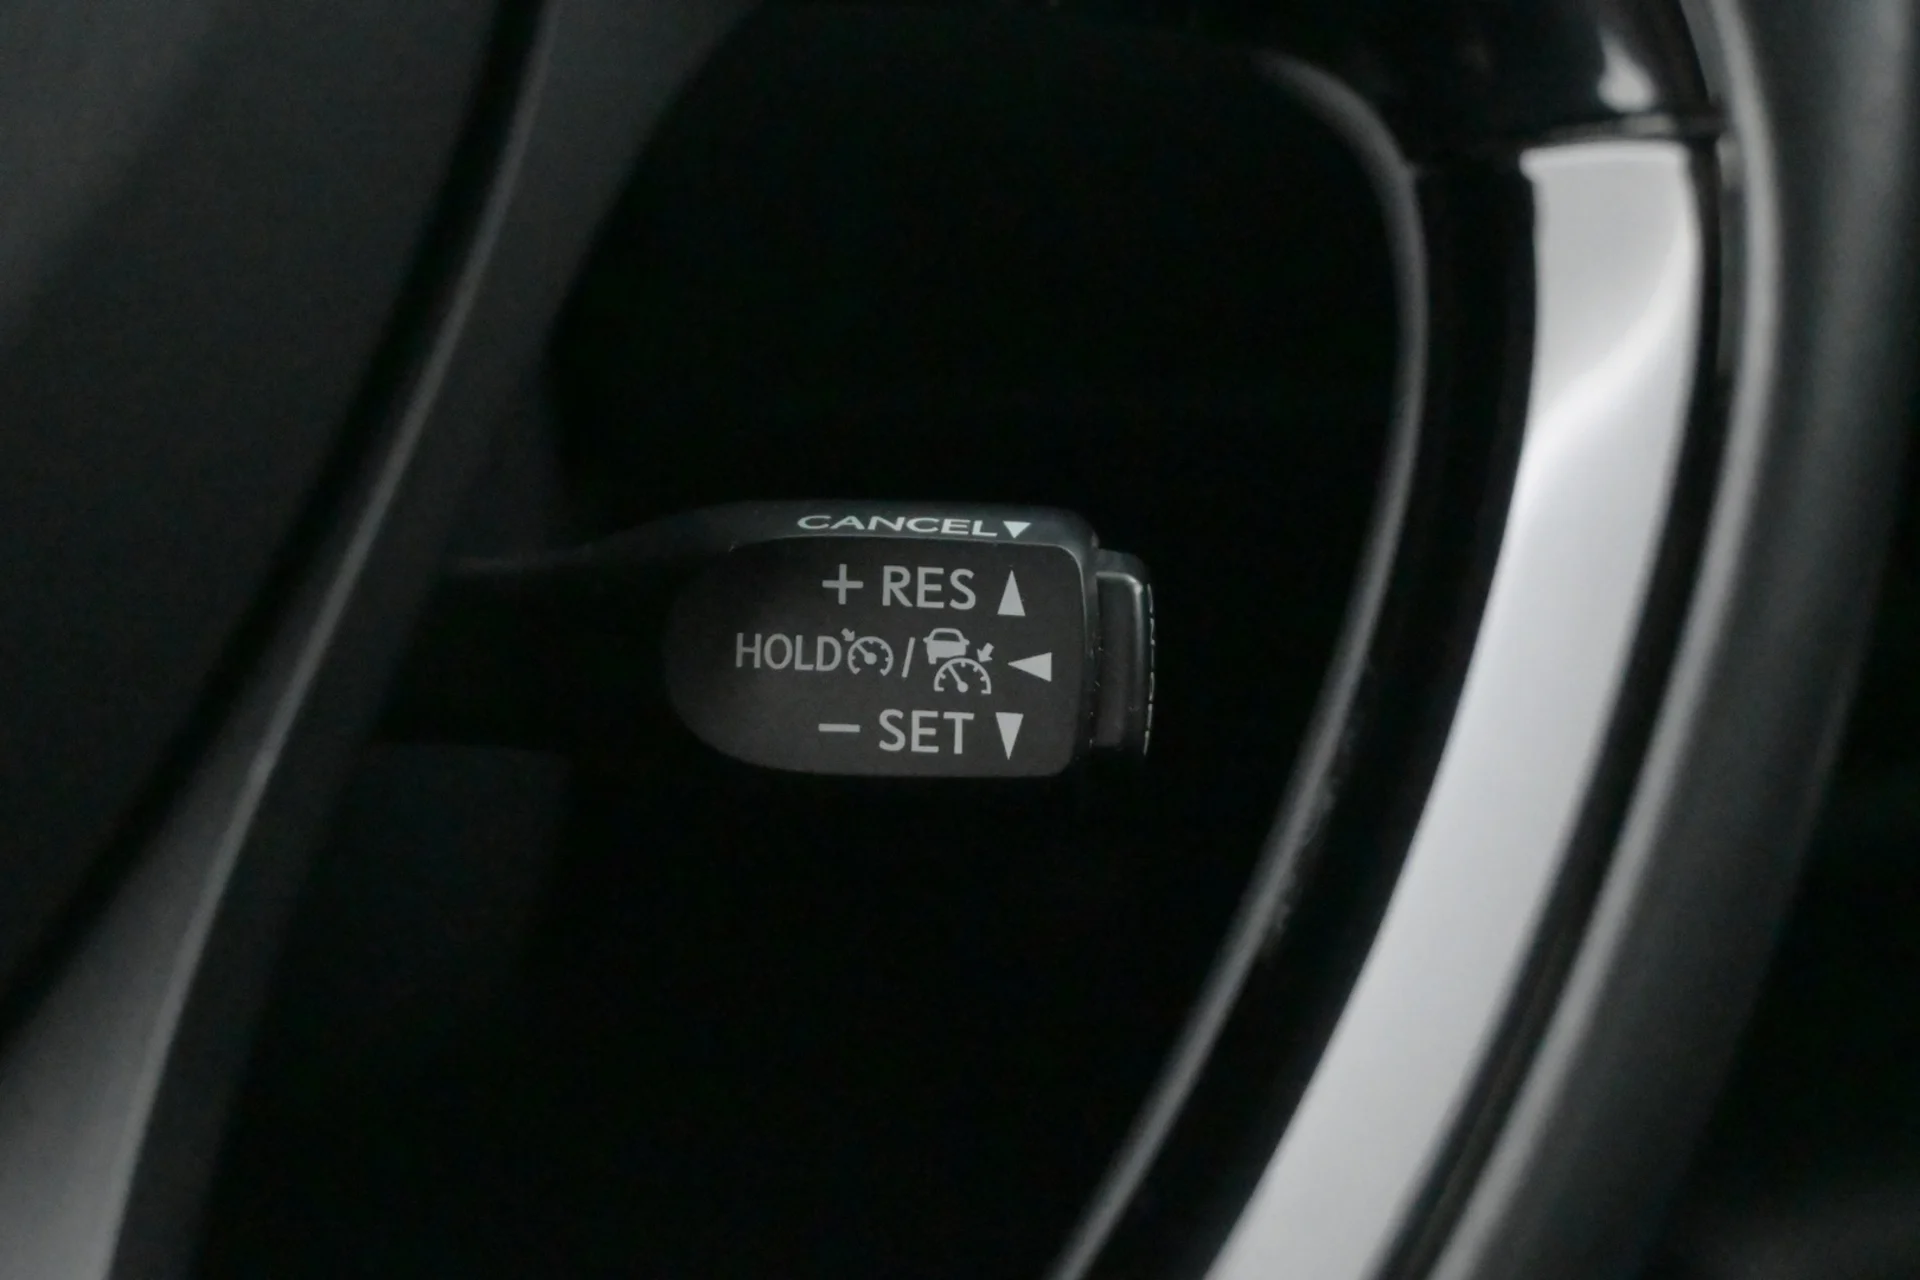 CANCEL▼
+ RES ▲
HOLD / ◀
− SET ▼